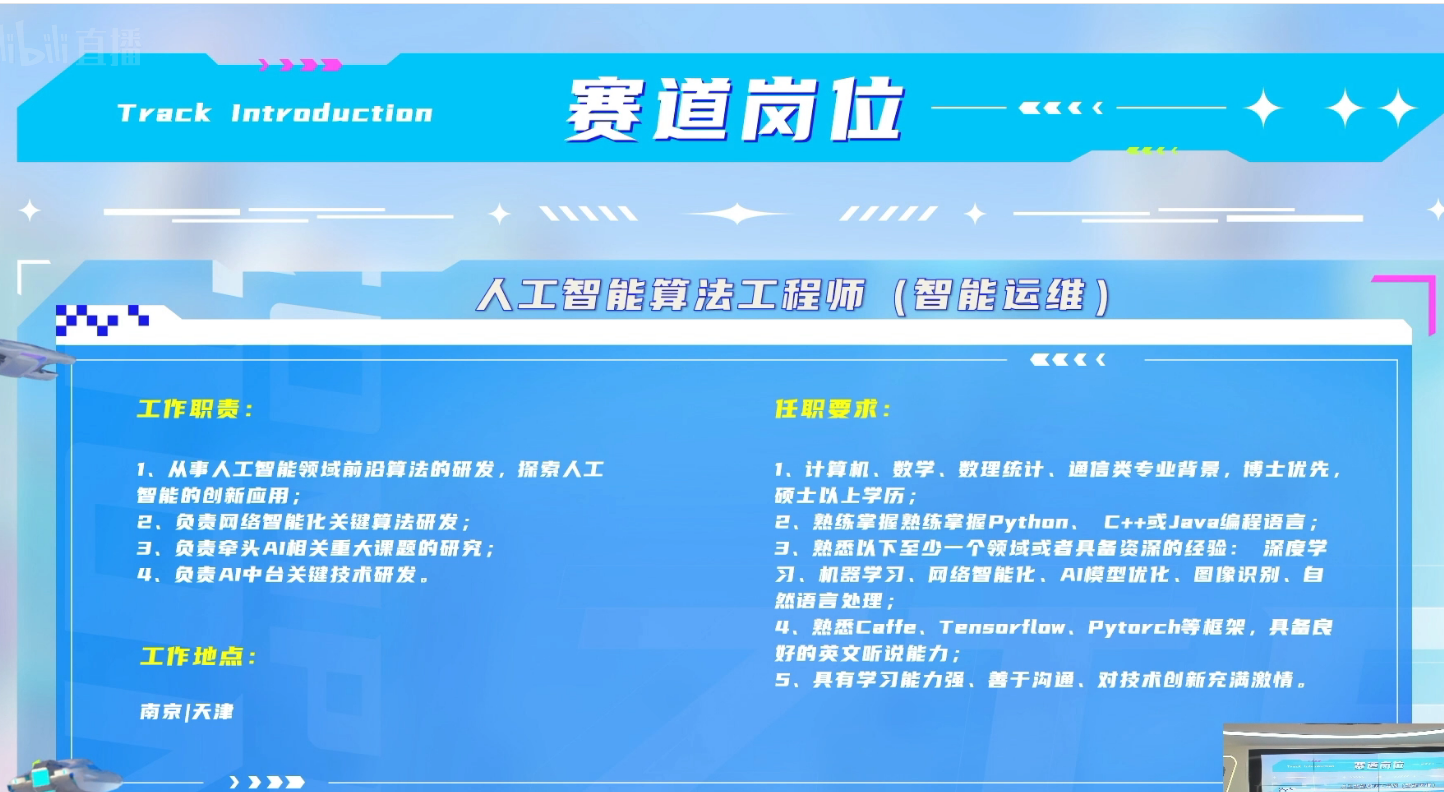 直播
Track Introduction
赛道岗位
人工智能算法工程师（智能运维）
工作职责：
1、从事人工智能领域前沿算法的研发，探索人工
智能的创新应用；
2、负责网络智能化关键算法研发；
3、负责牵头AI相关重大课题的研究；
4、负责AI中台关键技术研发。
工作地点：
南京|天津
任职要求：
1、计算机、数学、数理统计、通信类专业背景，博士优先，
硕士以上学历；
2、熟练掌握熟练掌握Python、 C++或Java编程语言；
3、熟悉以下至少一个领域或者具备资深的经验： 深度学
习、机器学习、网络智能化、AI模型优化、图像识别、自
然语言处理；
4、熟悉Caffe、Tensorflow、Pytorch等框架，具备良
好的英文听说能力；
5、具有学习能力强、善于沟通、对技术创新充满激情。
Track Introduction
赛道岗位